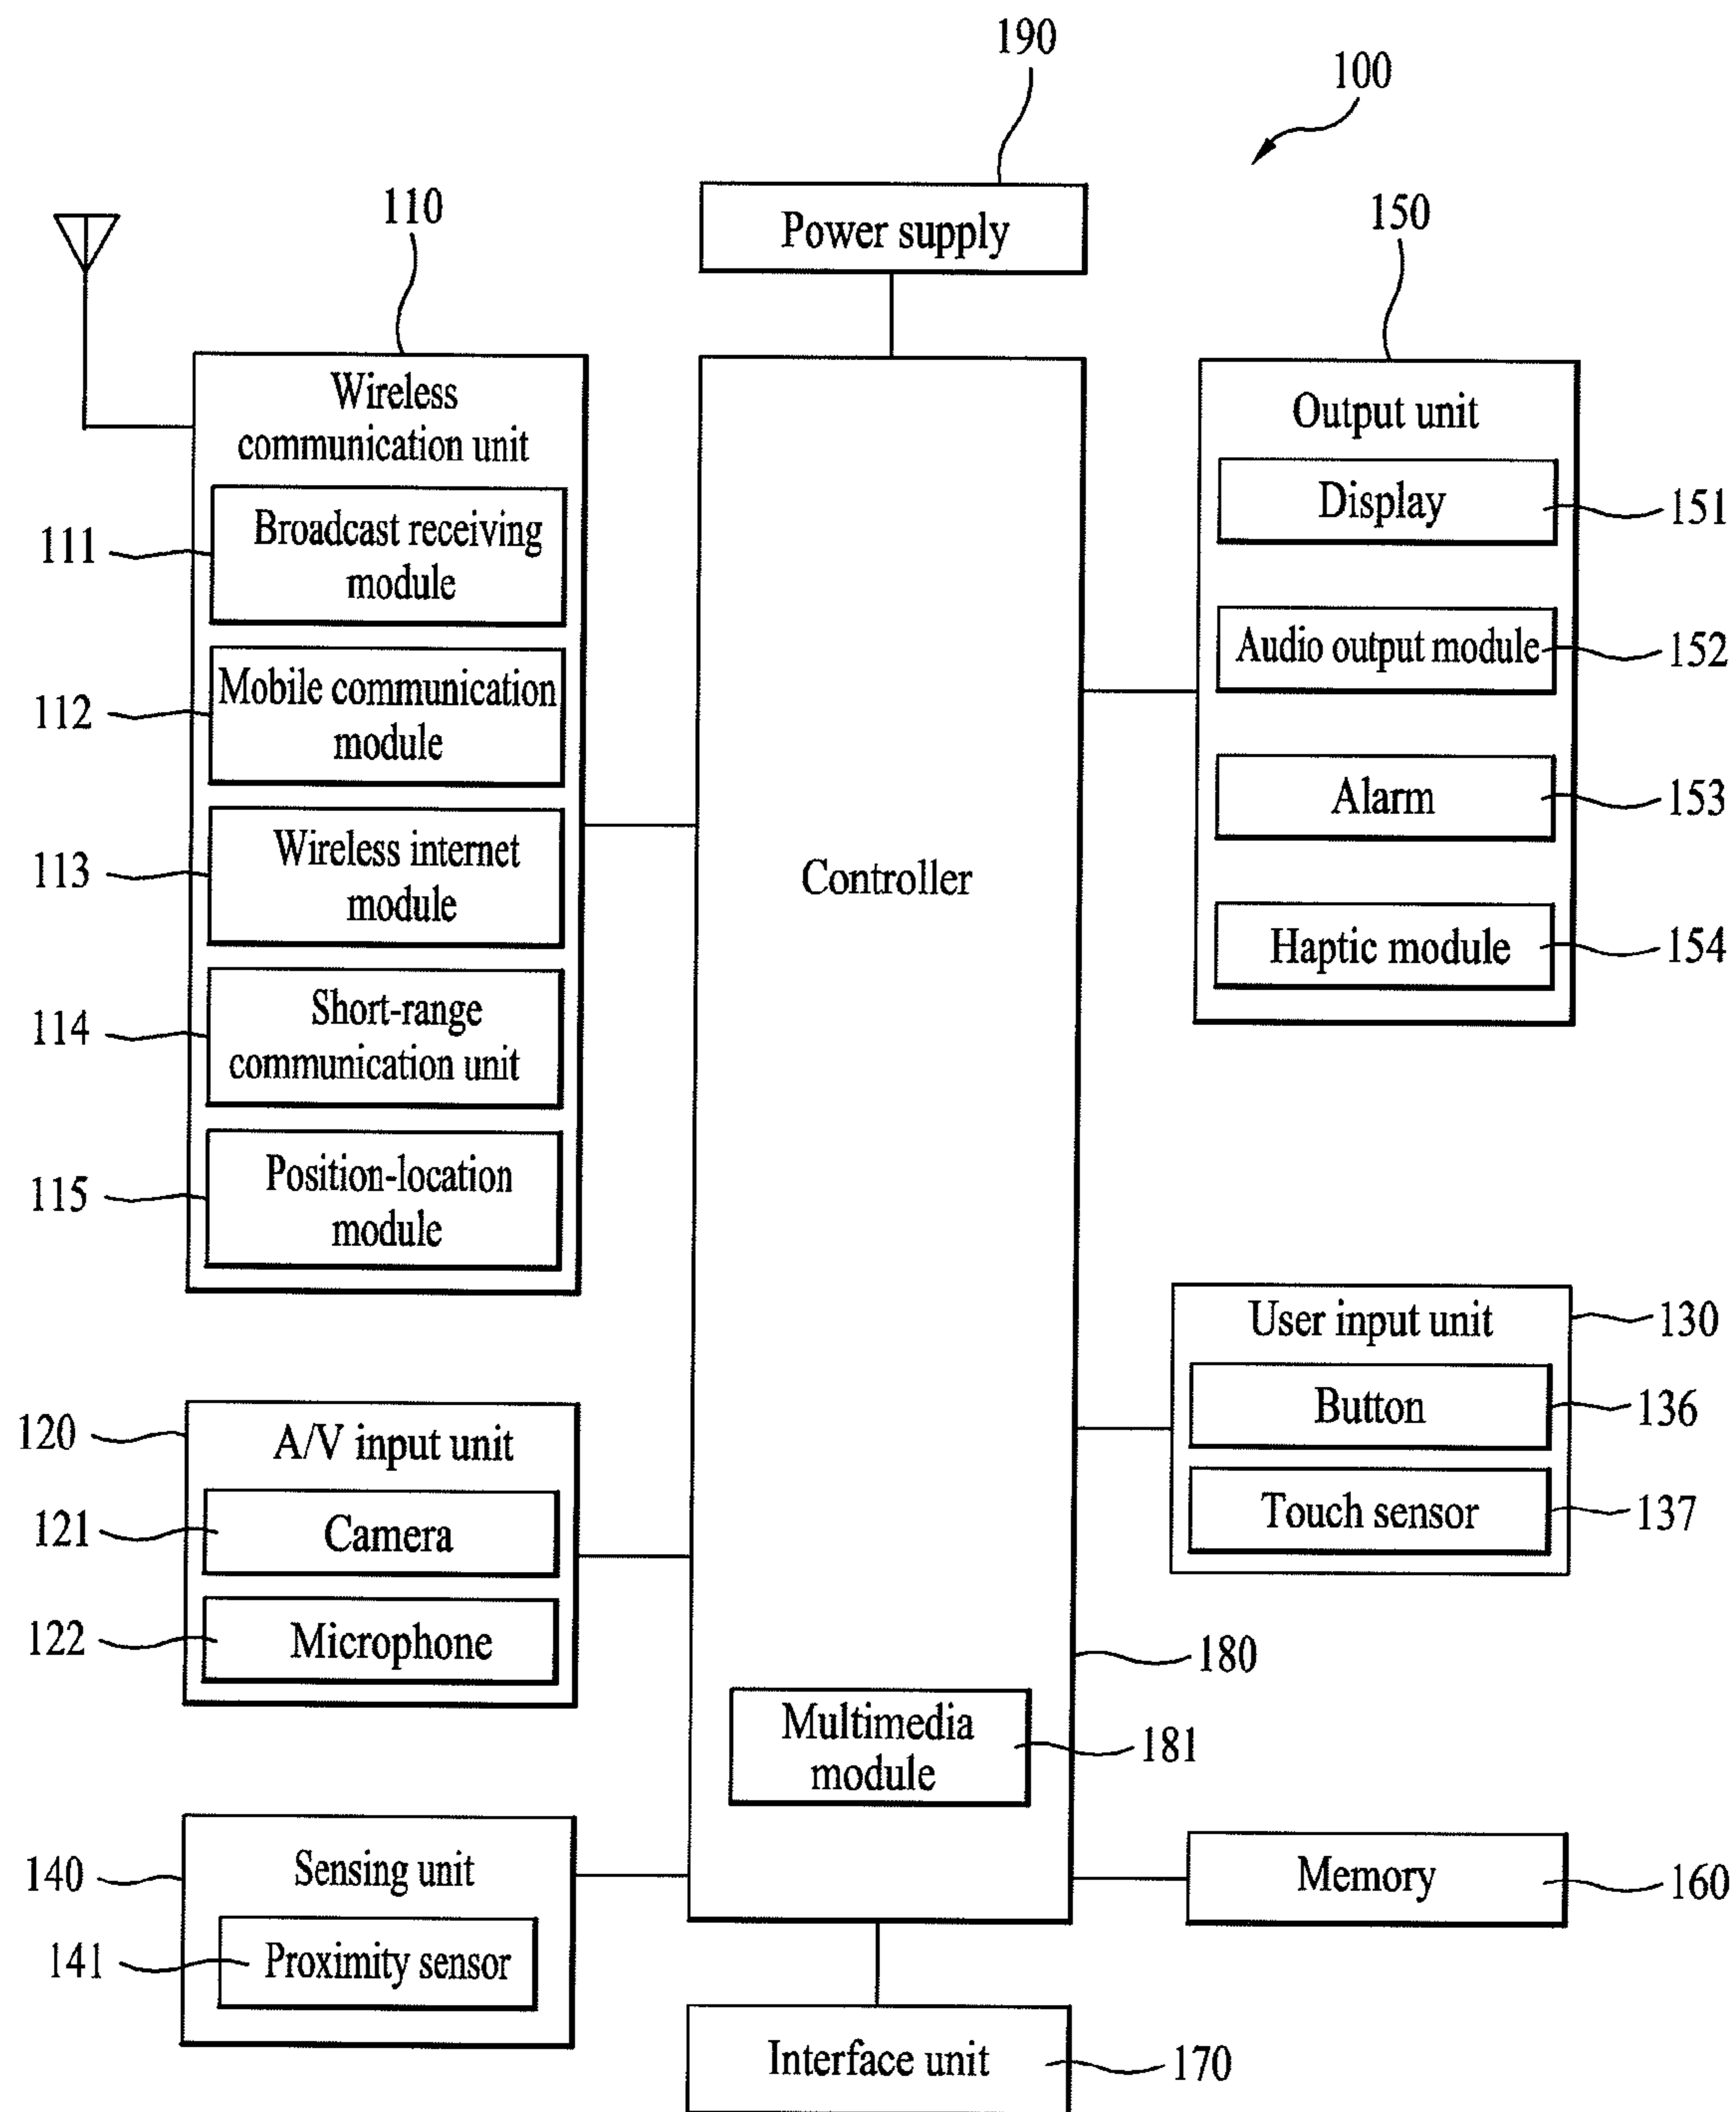 190
100
110
Power supply
150
Wireless
communication unit
Output unit
111
Broadcast receiving
module
Display
151
112
Mobile communication
module
Audio output module
152
113
Wireless internet
module
Alarm
153
Controller
114
Short-range
communication unit
Haptic module
154
115
Position-location
module
User input unit
130
Button
136
Touch sensor
137
120
A/V input unit
121
Camera
122
Microphone
180
Multimedia
module
181
140
Sensing unit
141
Proximity sensor
Memory
160
Interface unit
170